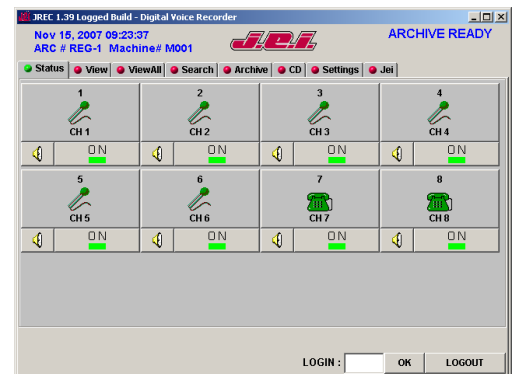 JREC 1.39 Logged Build - Digital Voice Recorder
Nov 15, 2007 09:23:37
ARC # REG-1 Machine# M001
J.e.i.
ARCHIVE READY
Status View ViewAll Search Archive CD Settings Jei
1 2 3 4
CH 1 CH 2 CH 3 CH 4
ON ON ON ON
5 6 7 8
CH 5 CH 6 CH 7 CH 8
ON ON ON ON
LOGIN : OK LOGOUT